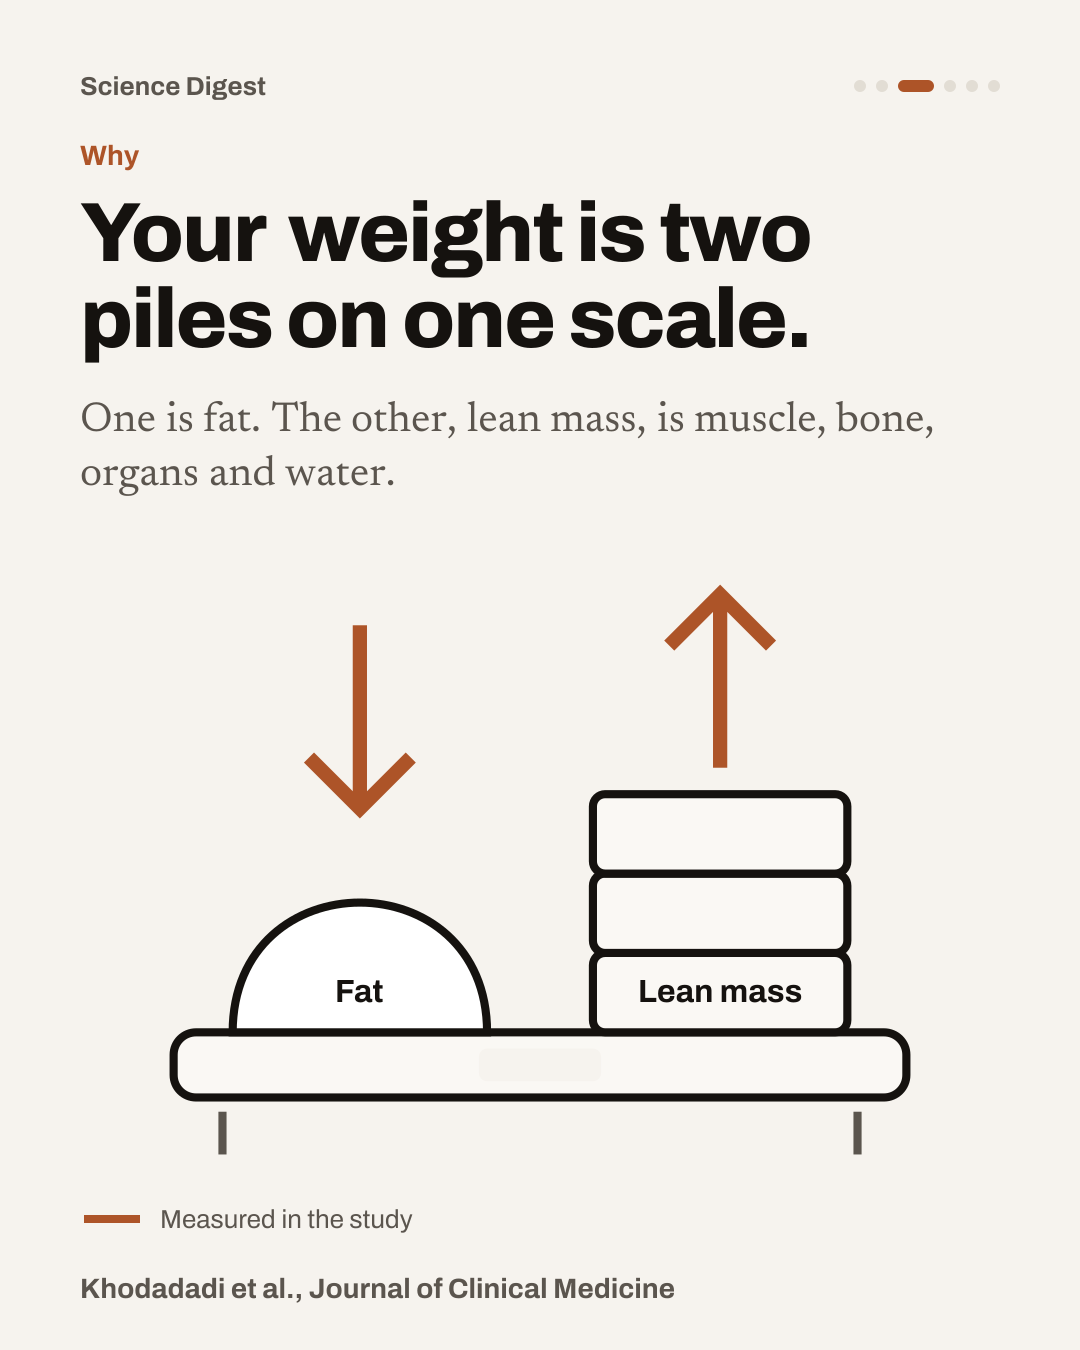 Science Digest
Why
Your weight is two
piles on one scale.
One is fat. The other, lean mass, is muscle, bone,
organs and water.
Fat
Lean mass
Measured in the study
Khodadadi et al., Journal of Clinical Medicine